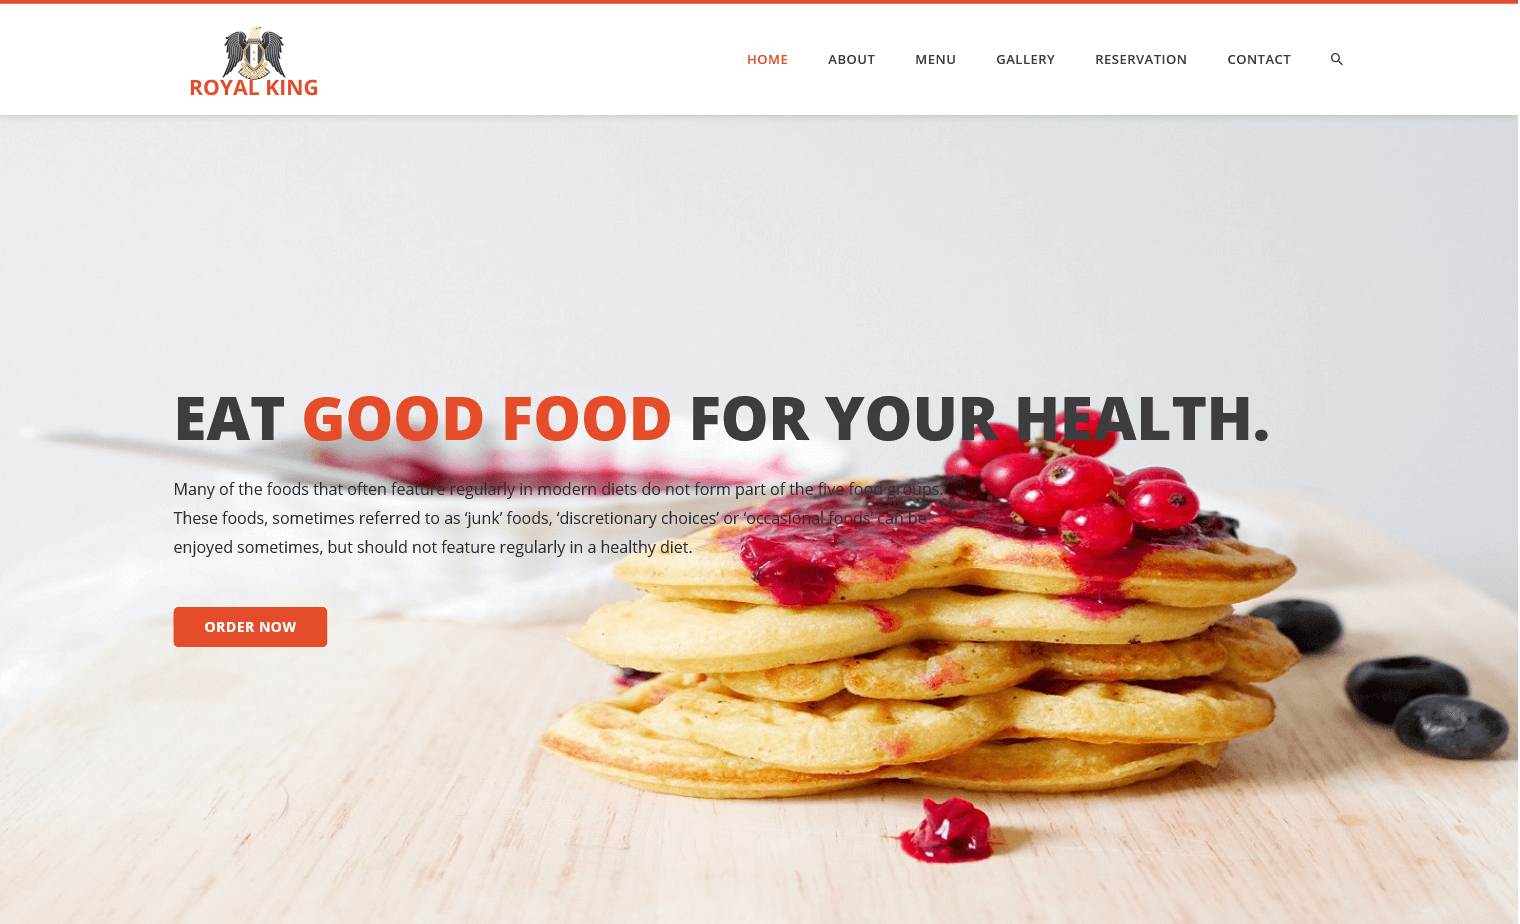 ROYAL KING
HOME ABOUT MENU GALLERY RESERVATION CONTACT
EAT GOOD FOOD FOR YOUR HEALTH.
Many of the foods that often feature regularly in modern diets do not form part of the five food groups.
These foods, sometimes referred to as ‘junk’ foods, ‘discretionary choices’ or ‘occasional foods’ can be
enjoyed sometimes, but should not feature regularly in a healthy diet.
ORDER NOW